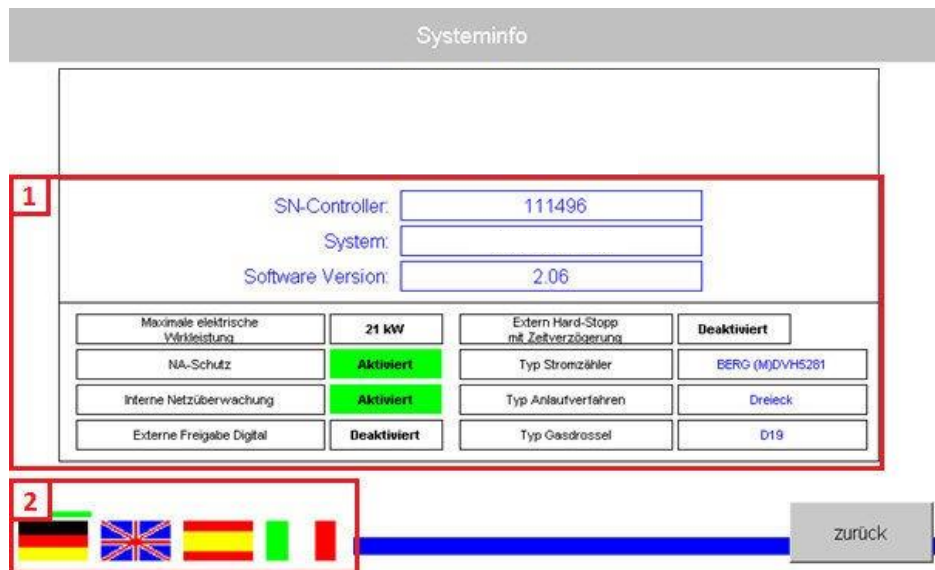 Systeminfo
1
SN-Controller: 111496
System:
Software Version: 2.06
Maximale elektrische
Wirkleistung
21 kW
Extern Hard-Stopp
mit Zeitverzögerung
Deaktiviert
NA-Schutz
Aktiviert
Typ Stromzähler
BERG (M)DVH5281
Interne Netzüberwachung
Aktiviert
Typ Anlaufverfahren
Dreieck
Externe Freigabe Digital
Deaktiviert
Typ Gasdrossel
D19
2
zurück